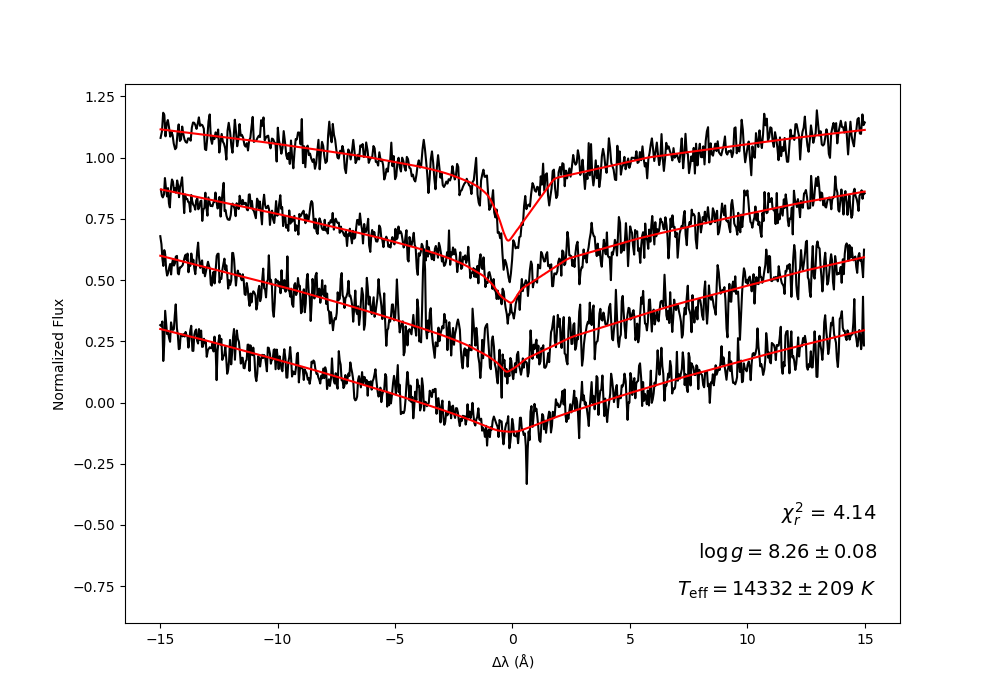 1.25
1.00
0.75
0.50
0.25
0.00
−0.25
−0.50
−0.75
Normalized Flux
χ²ᵣ = 4.14
log g = 8.26 ± 0.08
T_eff = 14332 ± 209 K
−15 −10 −5 0 5 10 15
Δλ (Å)